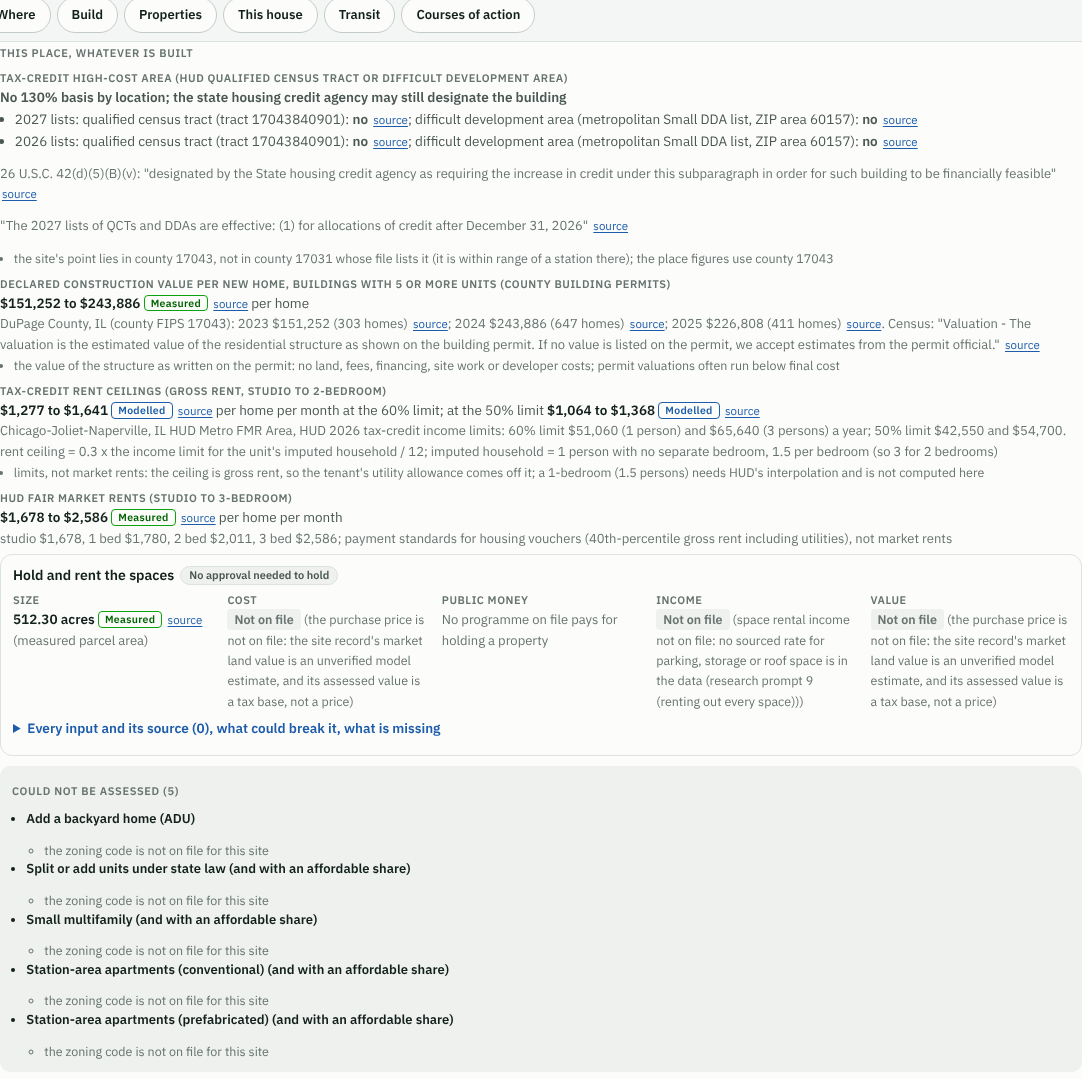 Where
Build
Properties
This house
Transit
Courses of action
THIS PLACE, WHATEVER IS BUILT
TAX-CREDIT HIGH-COST AREA (HUD QUALIFIED CENSUS TRACT OR DIFFICULT DEVELOPMENT AREA)
No 130% basis by location; the state housing credit agency may still designate the building
• 2027 lists: qualified census tract (tract 17043840901): no source; difficult development area (metropolitan Small DDA list, ZIP area 60157): no source
• 2026 lists: qualified census tract (tract 17043840901): no source; difficult development area (metropolitan Small DDA list, ZIP area 60157): no source
26 U.S.C. 42(d)(5)(B)(v): "designated by the State housing credit agency as requiring the increase in credit under this subparagraph in order for such building to be financially feasible"
source
"The 2027 lists of QCTs and DDAs are effective: (1) for allocations of credit after December 31, 2026" source
• the site's point lies in county 17043, not in county 17031 whose file lists it (it is within range of a station there); the place figures use county 17043
DECLARED CONSTRUCTION VALUE PER NEW HOME, BUILDINGS WITH 5 OR MORE UNITS (COUNTY BUILDING PERMITS)
$151,252 to $243,886 Measured source per home
DuPage County, IL (county FIPS 17043): 2023 $151,252 (303 homes) source; 2024 $243,886 (647 homes) source; 2025 $226,808 (411 homes) source. Census: "Valuation - The
valuation is the estimated value of the residential structure as shown on the building permit. If no value is listed on the permit, we accept estimates from the permit official." source
• the value of the structure as written on the permit: no land, fees, financing, site work or developer costs; permit valuations often run below final cost
TAX-CREDIT RENT CEILINGS (GROSS RENT, STUDIO TO 2-BEDROOM)
$1,277 to $1,641 Modelled source per home per month at the 60% limit; at the 50% limit $1,064 to $1,368 Modelled source
Chicago-Joliet-Naperville, IL HUD Metro FMR Area, HUD 2026 tax-credit income limits: 60% limit $51,060 (1 person) and $65,640 (3 persons) a year; 50% limit $42,550 and $54,700.
rent ceiling = 0.3 x the income limit for the unit's imputed household / 12; imputed household = 1 person with no separate bedroom, 1.5 per bedroom (so 3 for 2 bedrooms)
• limits, not market rents: the ceiling is gross rent, so the tenant's utility allowance comes off it; a 1-bedroom (1.5 persons) needs HUD's interpolation and is not computed here
HUD FAIR MARKET RENTS (STUDIO TO 3-BEDROOM)
$1,678 to $2,586 Measured source per home per month
studio $1,678, 1 bed $1,780, 2 bed $2,011, 3 bed $2,586; payment standards for housing vouchers (40th-percentile gross rent including utilities), not market rents
Hold and rent the spaces No approval needed to hold
SIZE
512.30 acres Measured source
(measured parcel area)
COST
Not on file (the purchase price is
not on file: the site record's market
land value is an unverified model
estimate, and its assessed value is
a tax base, not a price)
PUBLIC MONEY
No programme on file pays for
holding a property
INCOME
Not on file (space rental income
not on file: no sourced rate for
parking, storage or roof space is in
the data (research prompt 9
(renting out every space)))
VALUE
Not on file (the purchase price is
not on file: the site record's market
land value is an unverified model
estimate, and its assessed value is
a tax base, not a price)
▶ Every input and its source (0), what could break it, what is missing
COULD NOT BE ASSESSED (5)
• Add a backyard home (ADU)
◦ the zoning code is not on file for this site
• Split or add units under state law (and with an affordable share)
◦ the zoning code is not on file for this site
• Small multifamily (and with an affordable share)
◦ the zoning code is not on file for this site
• Station-area apartments (conventional) (and with an affordable share)
◦ the zoning code is not on file for this site
• Station-area apartments (prefabricated) (and with an affordable share)
◦ the zoning code is not on file for this site